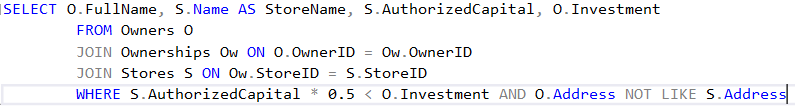 SELECT O.FullName, S.Name AS StoreName, S.AuthorizedCapital, O.Investment
FROM Owners O
JOIN Ownerships Ow ON O.OwnerID = Ow.OwnerID
JOIN Stores S ON Ow.StoreID = S.StoreID
WHERE S.AuthorizedCapital * 0.5 < O.Investment AND O.Address NOT LIKE S.Address